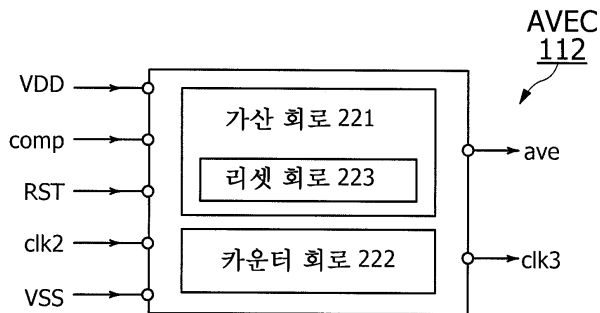 AVEC
112
VDD
comp
RST
clk2
VSS
가산 회로 221
리셋 회로 223
카운터 회로 222
ave
clk3